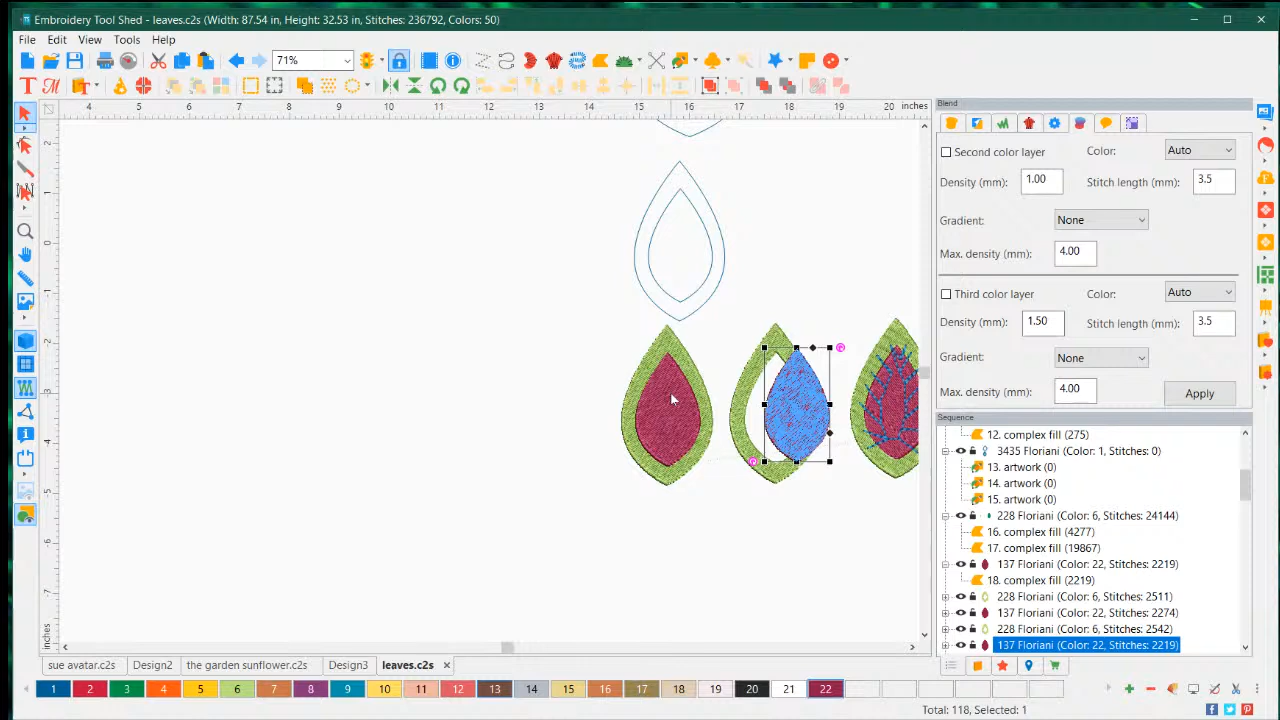 Embroidery Tool Shed - leaves.c2s (Width: 87.54 in, Height: 32.53 in, Stitches: 236792, Colors: 50)
File Edit View Tools Help
71%
4 5 6 7 8 9 10 11 12 13 14 15 16 17 18 19 20 inches
2
1
0
-1
-2
-3
-4
-5
-6
-7
inches
Blend
Second color layer Color: Auto
Density (mm): 1.00 Stitch length (mm): 3.5
Gradient: None
Max. density (mm): 4.00
Third color layer Color: Auto
Density (mm): 1.50 Stitch length (mm): 3.5
Gradient: None
Max. density (mm): 4.00 Apply
Sequence
12. complex fill (275)
3435 Floriani (Color: 1, Stitches: 0)
13. artwork (0)
14. artwork (0)
15. artwork (0)
228 Floriani (Color: 6, Stitches: 24144)
16. complex fill (4277)
17. complex fill (19867)
137 Floriani (Color: 22, Stitches: 2219)
18. complex fill (2219)
228 Floriani (Color: 6, Stitches: 2511)
137 Floriani (Color: 22, Stitches: 2274)
228 Floriani (Color: 6, Stitches: 2542)
137 Floriani (Color: 22, Stitches: 2219)
sue avatar.c2s Design2 the garden sunflower.c2s Design3 leaves.c2s
1 2 3 4 5 6 7 8 9 10 11 12 13 14 15 16 17 18 19 20 21 22
Total: 118, Selected: 1